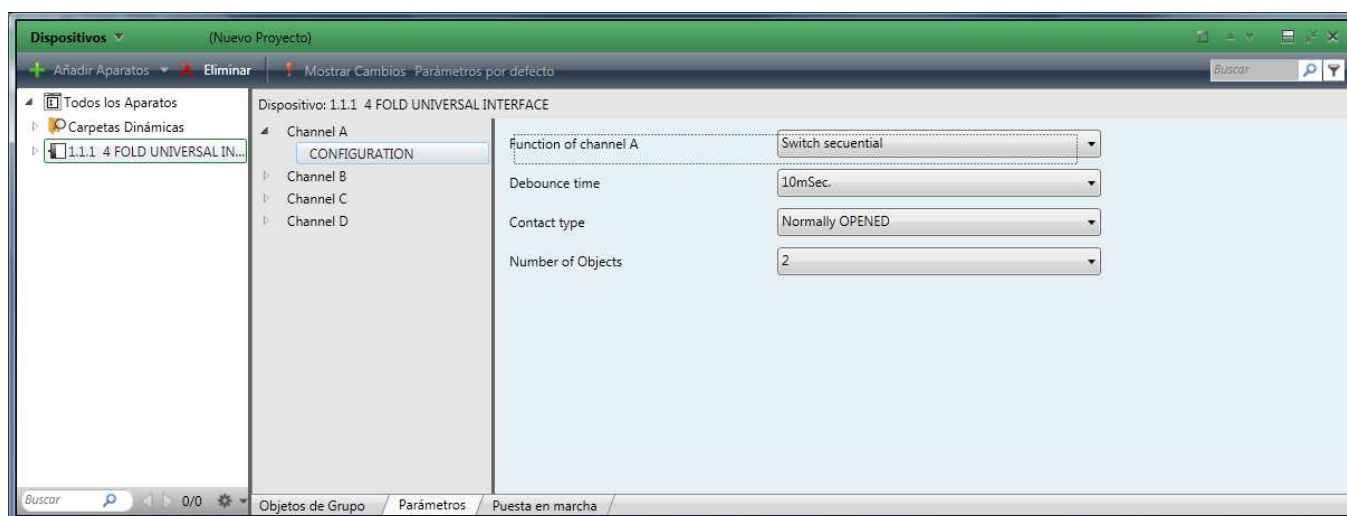 Dispositivos (Nuevo Proyecto)
Añadir Aparatos Eliminar Mostrar Cambios Parámetros por defecto Buscar
Todos los Aparatos
Carpetas Dinámicas
1.1.1 4 FOLD UNIVERSAL IN...
Dispositivo: 1.1.1 4 FOLD UNIVERSAL INTERFACE
Channel A
CONFIGURATION
Channel B
Channel C
Channel D
Function of channel A Switch secuential
Debounce time 10mSec.
Contact type Normally OPENED
Number of Objects 2
Buscar 0/0
Objetos de Grupo Parámetros Puesta en marcha